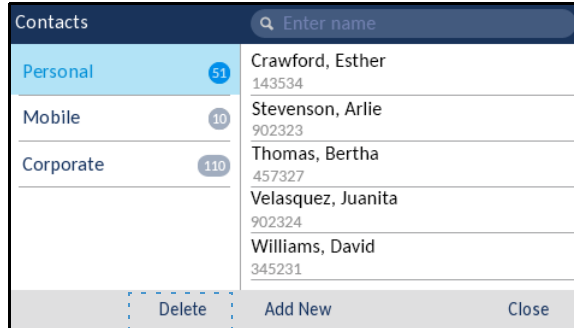 Contacts
Enter name
Personal 51
Mobile 10
Corporate 110
Crawford, Esther
143534
Stevenson, Arlie
902323
Thomas, Bertha
457327
Velasquez, Juanita
902324
Williams, David
345231
Delete Add New Close